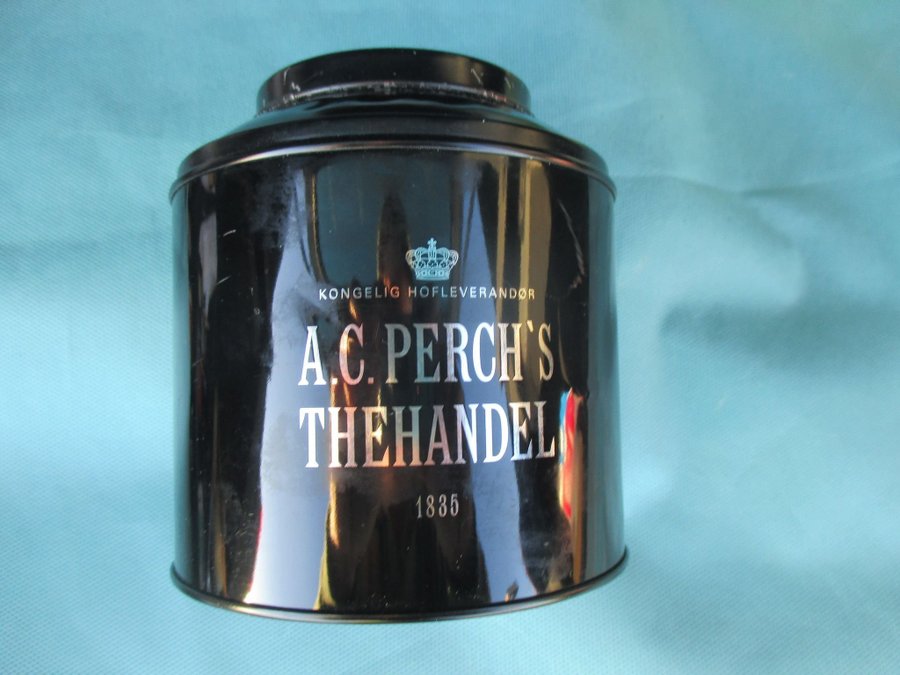 KONGELIG HOFLEVERANDØR
A.C. PERCH`S
THEHANDEL
1835